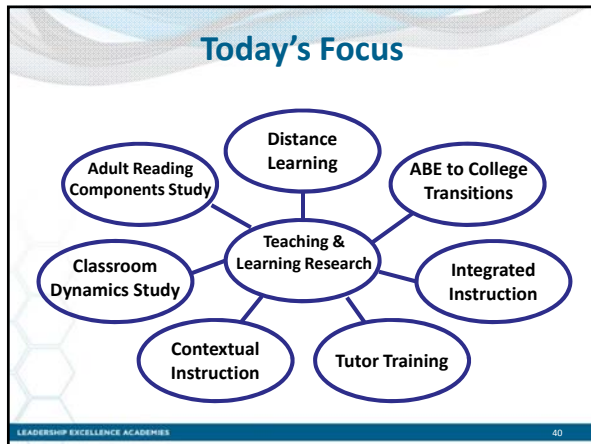 Today's Focus
Distance
Learning
Adult Reading
Components Study
ABE to College
Transitions
Teaching &
Learning Research
Classroom
Dynamics Study
Integrated
Instruction
Contextual
Instruction
Tutor Training
LEADERSHIP EXCELLENCE ACADEMIES
40